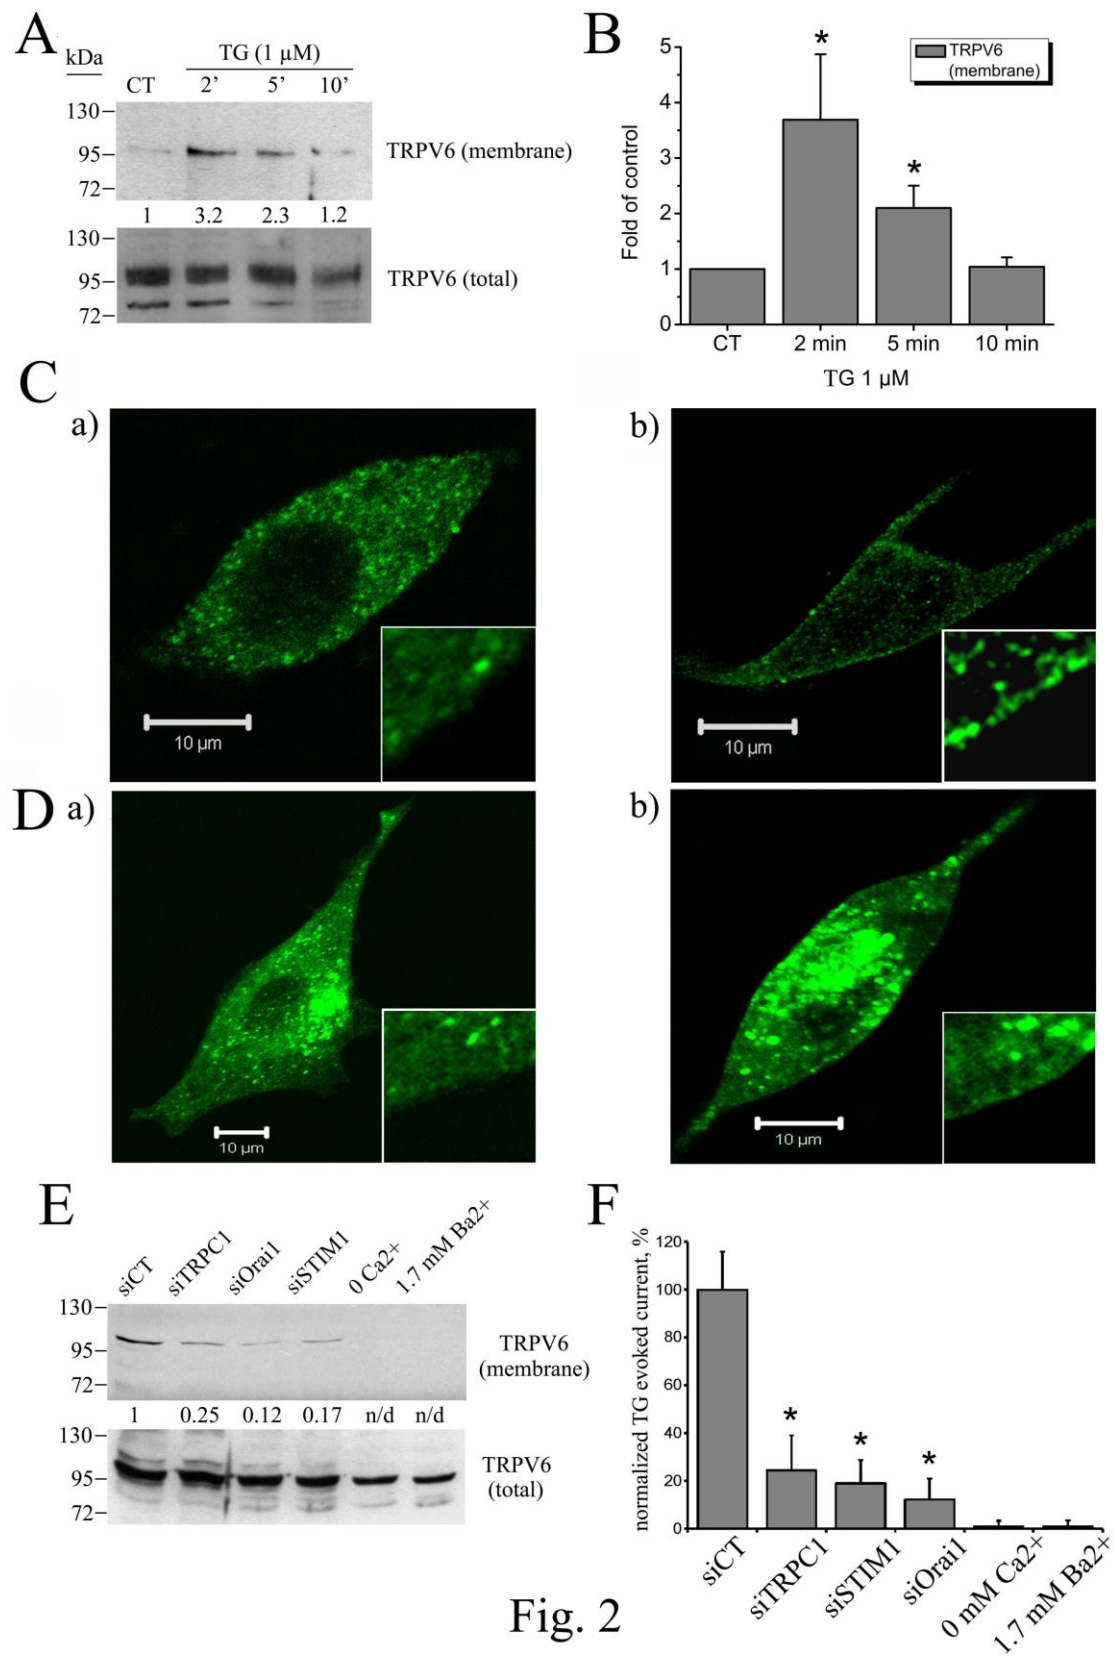 A
kDa
TG (1 µM)
CT 2’ 5’ 10’
130
95
72
TRPV6 (membrane)
1 3.2 2.3 1.2
130
95
72
TRPV6 (total)
B
Fold of control
5
4
3
2
1
0
*
*
TRPV6
(membrane)
CT 2 min 5 min 10 min
TG 1 µM
C
a)
10 µm
b)
10 µm
D
a)
10 µm
b)
10 µm
E
siCT siTRPC1 siOrai1 siSTIM1 0 Ca2+ 1.7 mM Ba2+
130
95
72
TRPV6
(membrane)
1 0.25 0.12 0.17 n/d n/d
130
95
72
TRPV6
(total)
F
normalized TG evoked current, %
120
100
80
60
40
20
0
* * *
siCT siTRPC1 siSTIM1 siOrai1 0 mM Ca2+ 1.7 mM Ba2+
Fig. 2